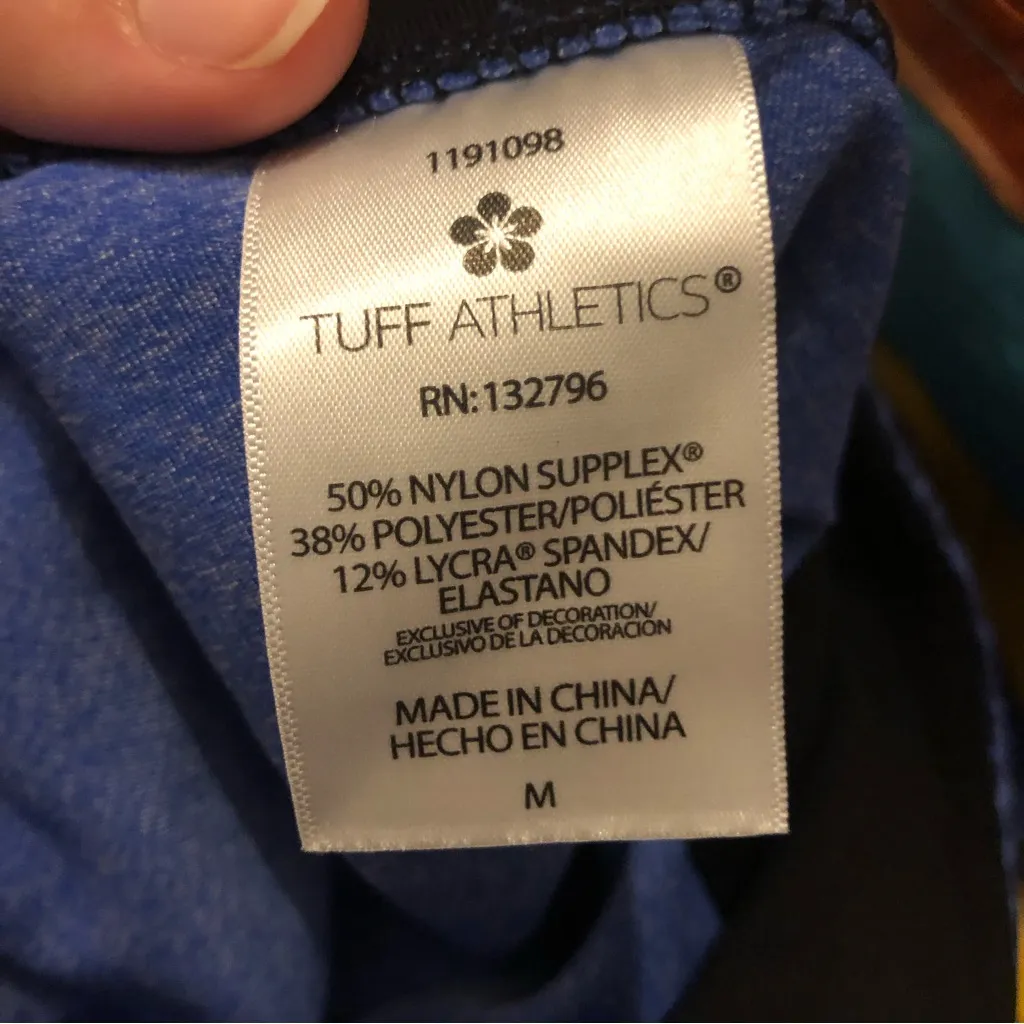 1191098
TUFF ATHLETICS®
RN: 132796
50% NYLON SUPPLEX®
38% POLYESTER/POLIÉSTER
12% LYCRA® SPANDEX/
ELASTANO
EXCLUSIVE OF DECORATION/
EXCLUSIVO DE LA DECORACION
MADE IN CHINA/
HECHO EN CHINA
M